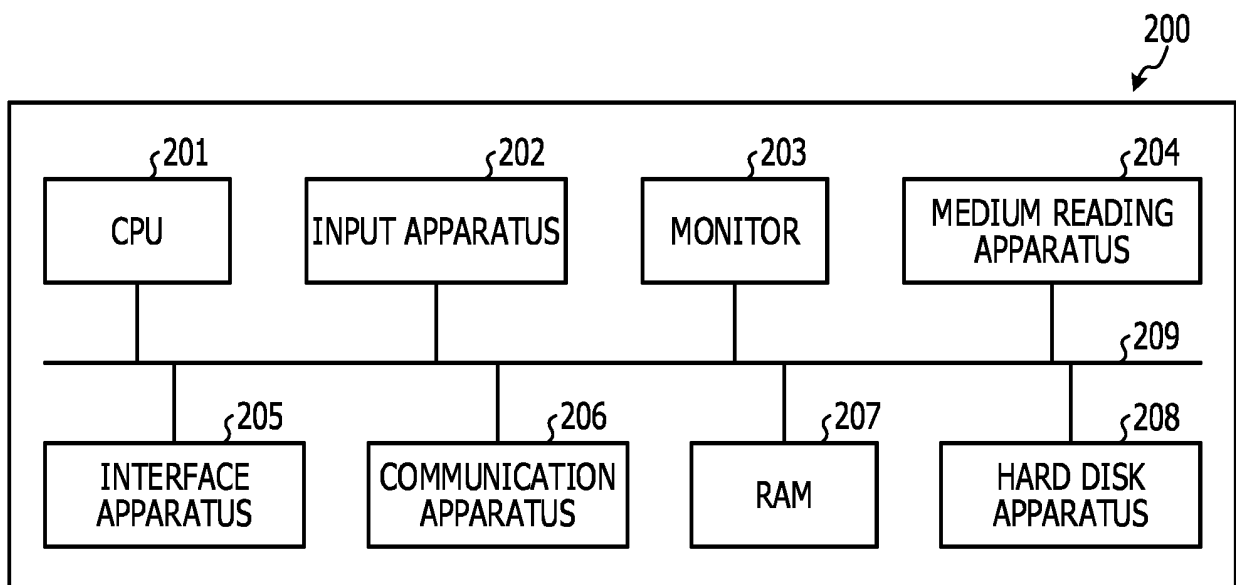 200
201
202
203
204
CPU
INPUT APPARATUS
MONITOR
MEDIUM READING
APPARATUS
209
205
206
207
208
INTERFACE
APPARATUS
COMMUNICATION
APPARATUS
RAM
HARD DISK
APPARATUS